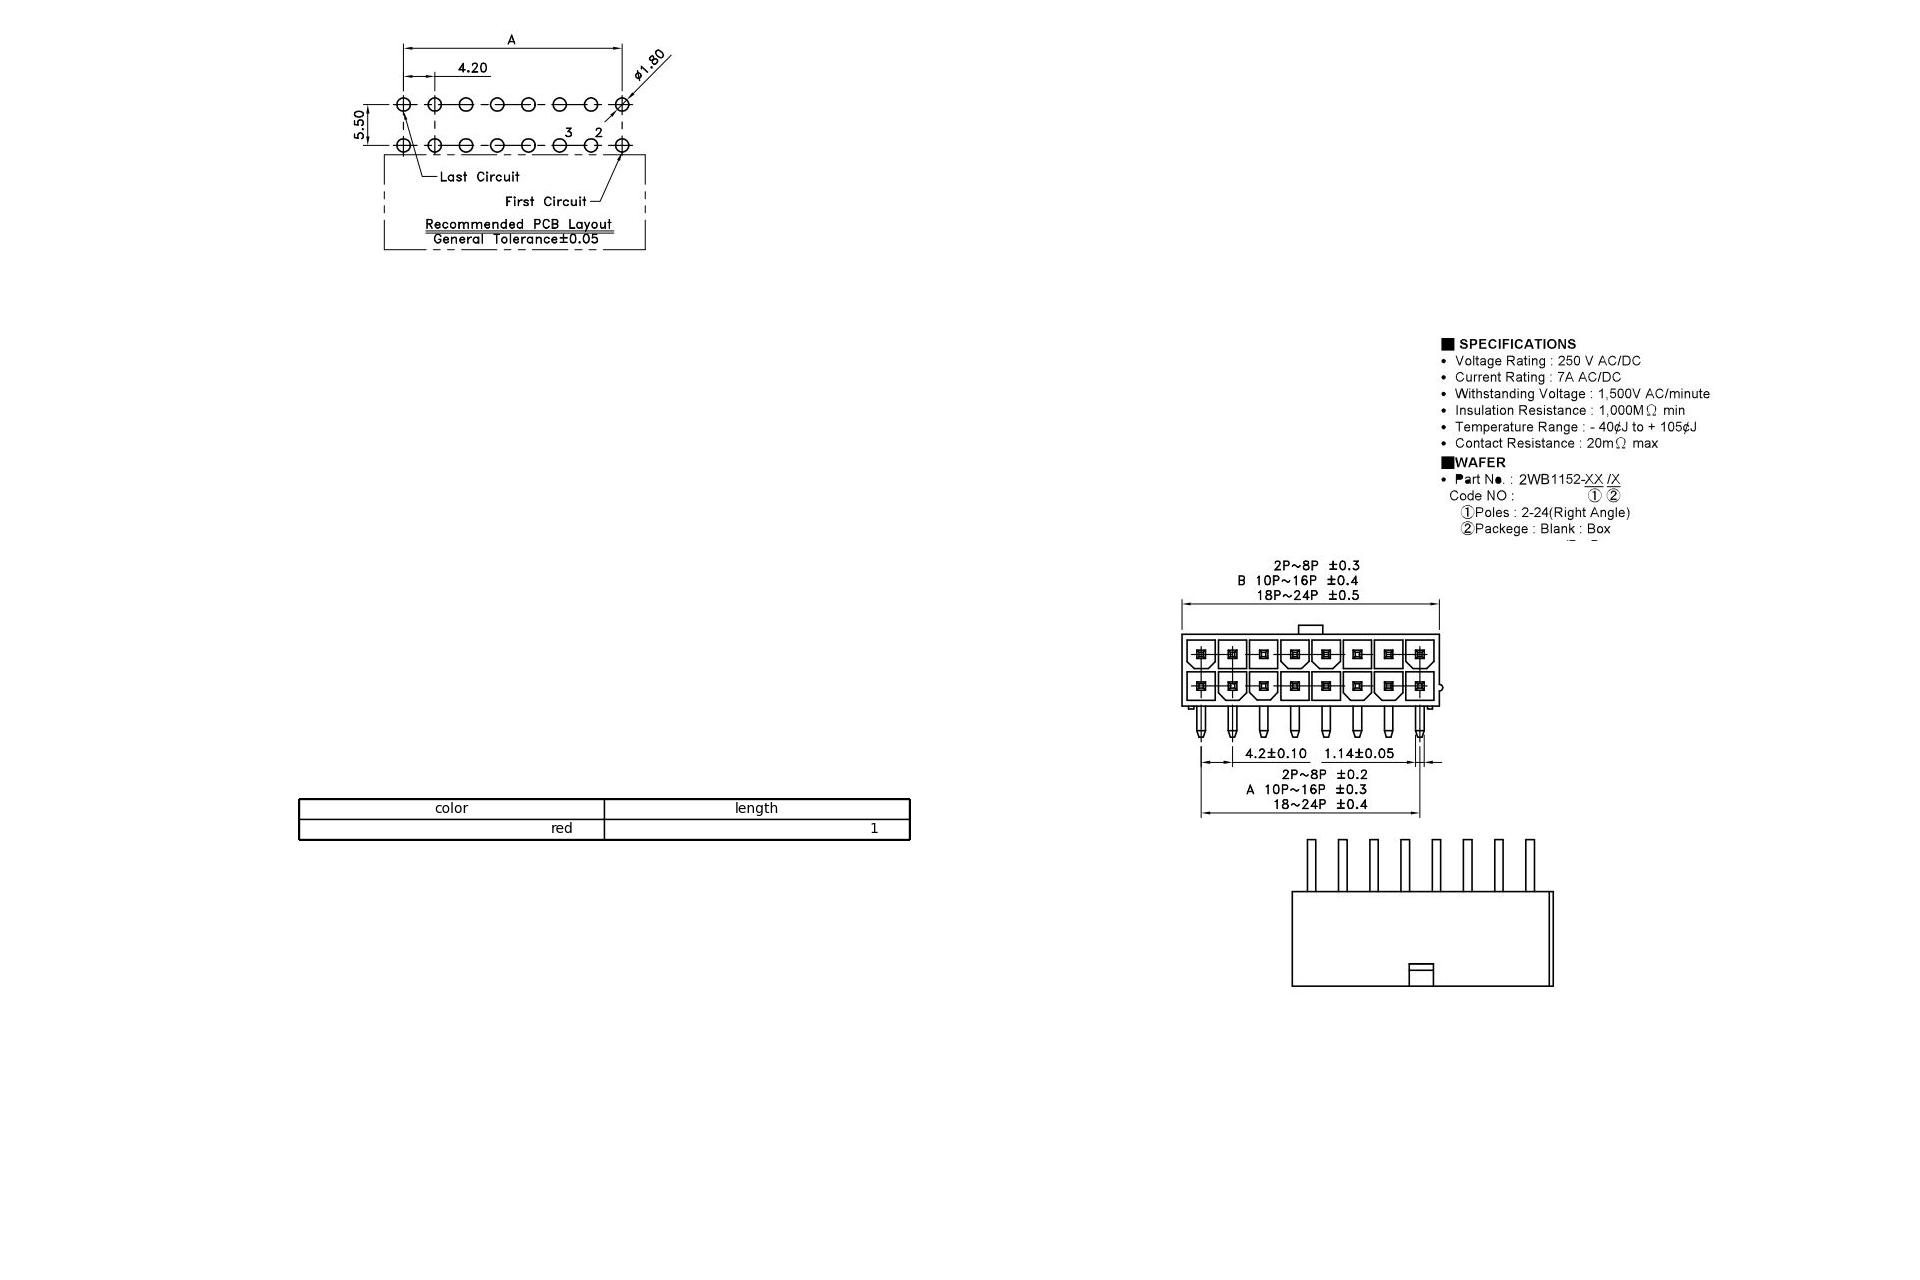 A
4.20
ø1.80
5.50
3 2
Last Circuit
First Circuit
Recommended PCB Layout
General Tolerance±0.05
■ SPECIFICATIONS
• Voltage Rating : 250 V AC/DC
• Current Rating : 7A AC/DC
• Withstanding Voltage : 1,500V AC/minute
• Insulation Resistance : 1,000MΩ min
• Temperature Range : - 40¢J to + 105¢J
• Contact Resistance : 20mΩ max
■WAFER
• Part No. : 2WB1152-XX /X
Code NO : ① ②
①Poles : 2-24(Right Angle)
②Packege : Blank : Box
2P~8P ±0.3
B 10P~16P ±0.4
18P~24P ±0.5
4.2±0.10 1.14±0.05
2P~8P ±0.2
A 10P~16P ±0.3
18~24P ±0.4
color length
red 1